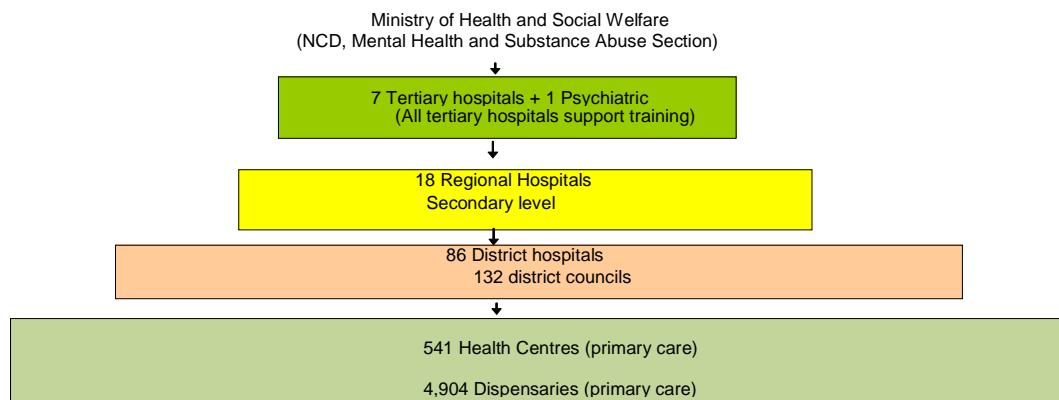 Ministry of Health and Social Welfare
(NCD, Mental Health and Substance Abuse Section)
7 Tertiary hospitals + 1 Psychiatric
(All tertiary hospitals support training)
18 Regional Hospitals
Secondary level
86 District hospitals
132 district councils
541 Health Centres (primary care)
4,904 Dispensaries (primary care)